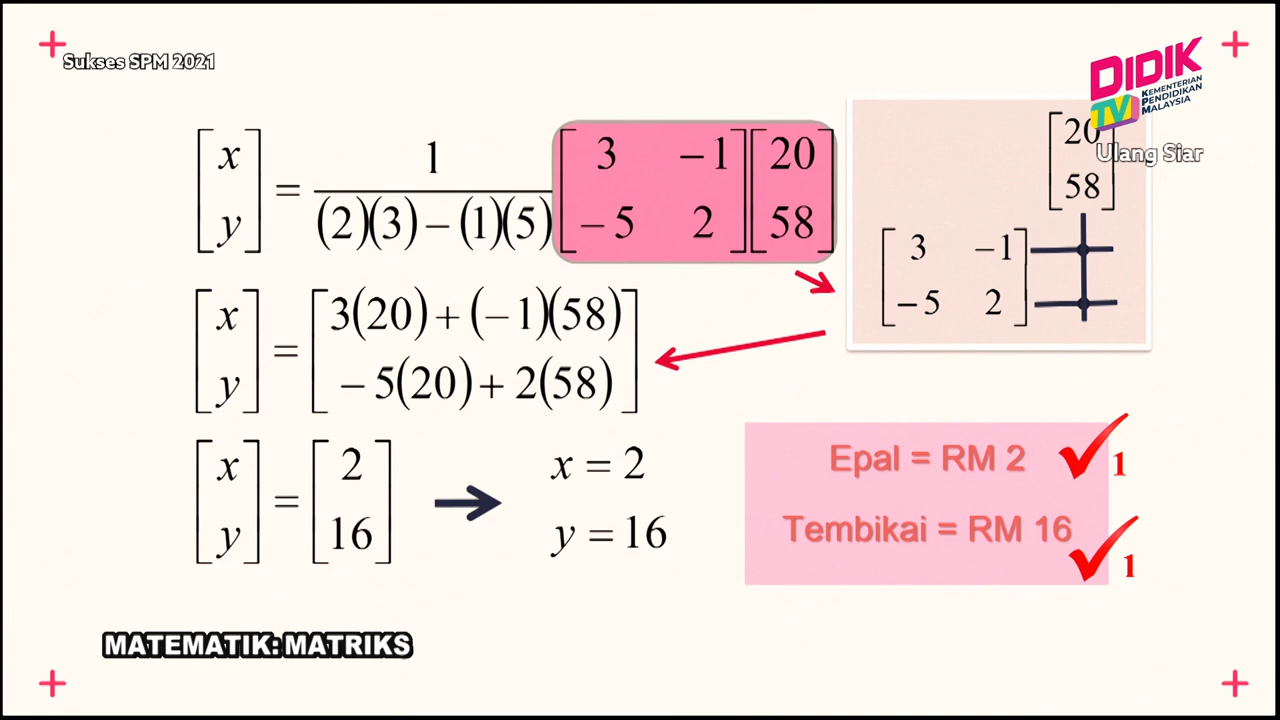 Sukses SPM 2021
DIDIK
TV
KEMENTERIAN
PENDIDIKAN
MALAYSIA
Ulang Siar
[x y] = 1/((2)(3) − (1)(5)) [3 −1 −5 2] [20 58]
[20 58]
[3 −1 −5 2]
[x y] = [3(20) + (−1)(58) −5(20) + 2(58)]
[x y] = [2 16] → x = 2 y = 16
Epal = RM 2 ✓ 1
Tembikai = RM 16 ✓ 1
MATEMATIK: MATRIKS